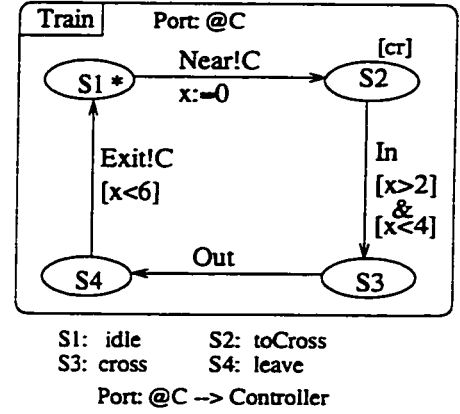 Train
Port: @C
Near!C
x:=0
[cr]
S1 *
S2
Exit!C
[x<6]
In
[x>2]
&
[x<4]
Out
S4
S3
S1: idle S2: toCross
S3: cross S4: leave
Port: @C --> Controller